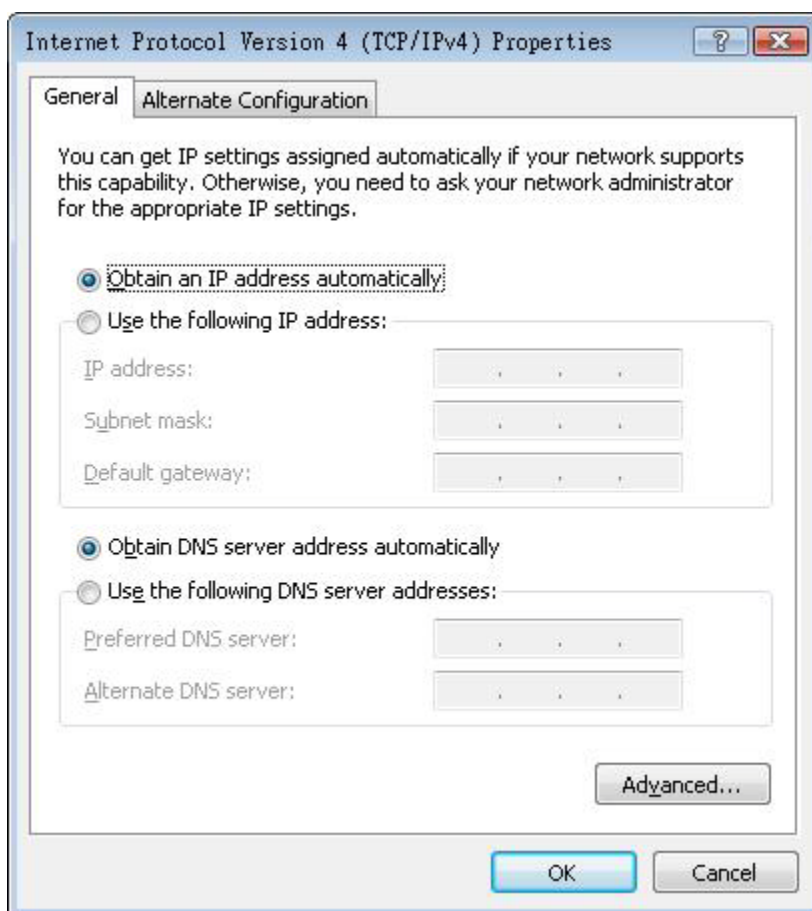 Internet Protocol Version 4 (TCP/IPv4) Properties
General
Alternate Configuration
You can get IP settings assigned automatically if your network supports
this capability. Otherwise, you need to ask your network administrator
for the appropriate IP settings.
Obtain an IP address automatically
Use the following IP address:
IP address:
Subnet mask:
Default gateway:
Obtain DNS server address automatically
Use the following DNS server addresses:
Preferred DNS server:
Alternate DNS server:
Advanced...
OK
Cancel